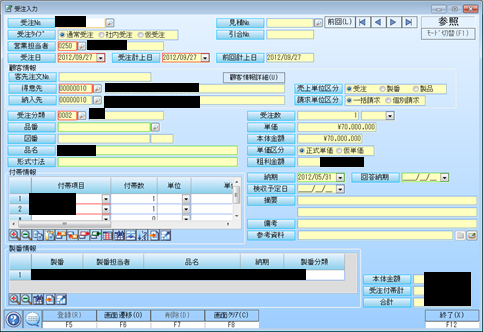 受注入力
受注No. 見積No. 前回(L) 参照
受注ﾀｲﾌﾟ 通常受注 社内受注 仮受注 引合No. ﾓｰﾄﾞ切替(F1)
営業担当者 0250
受注日 2012/09/27 受注計上日 2012/09/27 前回計上日 2012/09/27
顧客情報
客先注文No. 顧客情報詳細(U)
得意先 00000010 売上単位区分 受注 製番 製品
納入先 00000010 請求単位区分 一括請求 個別請求
受注分類 0002 受注数 1
品番 単価 ¥70,000,000
図番 本体金額 ¥70,000,000
品名 単価区分 正式単価 仮単価
形式寸法 粗利金額
付帯情報 納期 2012/05/31 回答納期 __/__/__
付帯項目 付帯数 単位 検収予定日 __/__/__
1 1 摘要
2 1
0 備考
参考資料
製番情報
製番 製番担当者 品名 納期 製番分類
1
本体金額
受注付帯計
合計
登録(R) 画面遷移(O) 削除(D) 画面ｸﾘｱ(C) 終了(X)
F5 F6 F7 F8 F12